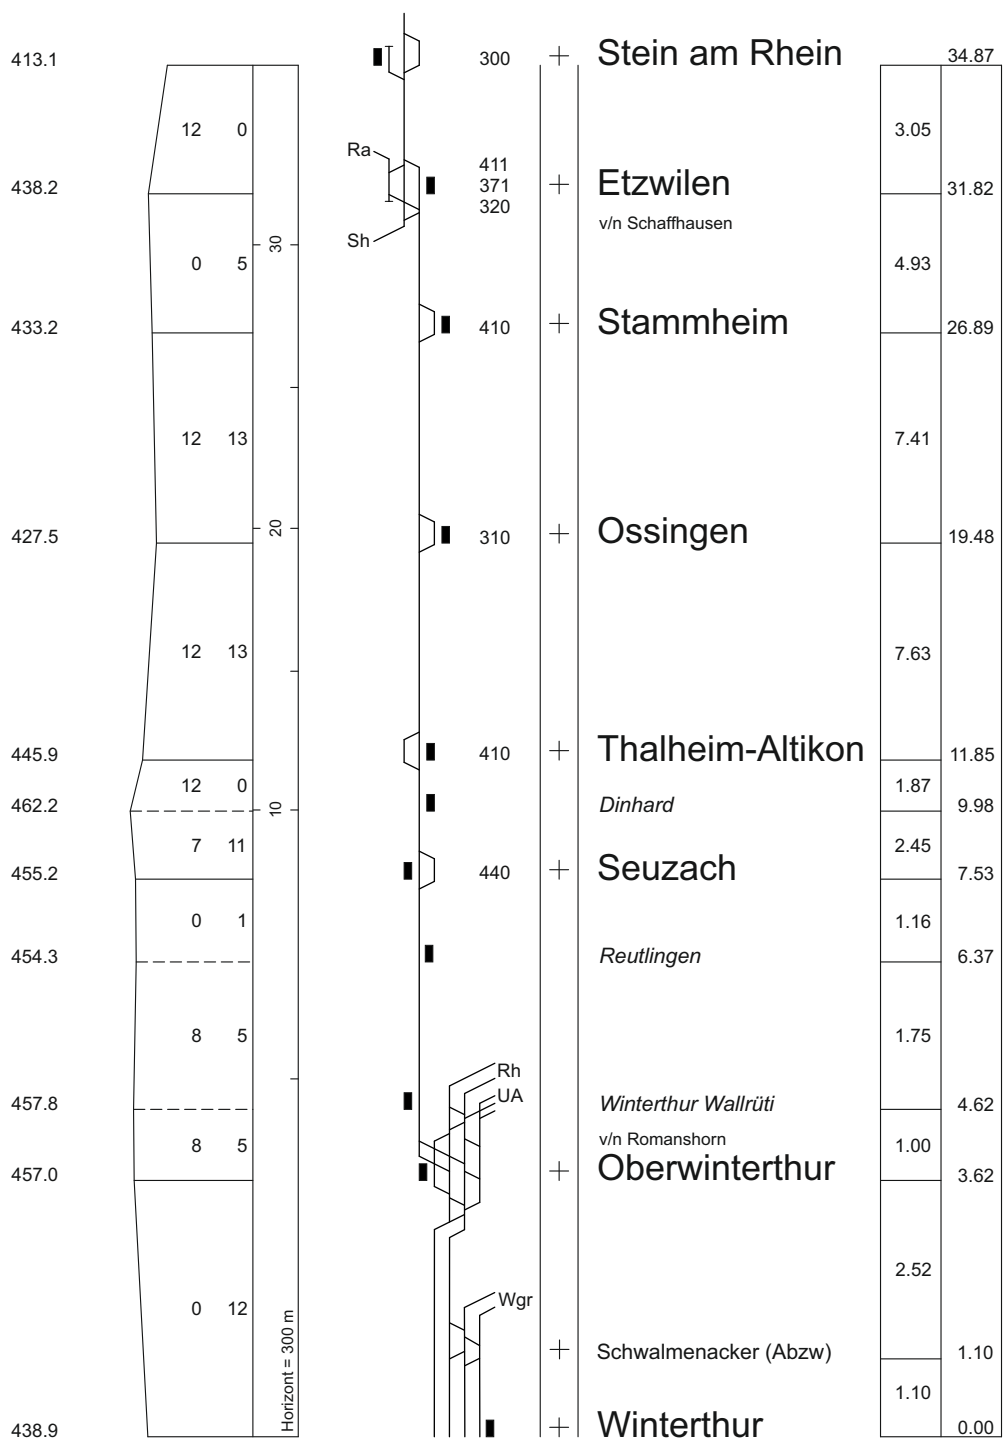 413.1 300 Stein am Rhein 34.87
12 0 3.05
Ra 411
438.2 371 Etzwilen 31.82
320
v/n Schaffhausen
Sh 30
0 5 4.93
433.2 410 Stammheim 26.89
12 13 7.41
20
427.5 310 Ossingen 19.48
12 13 7.63
445.9 410 Thalheim-Altikon 11.85
12 0 1.87
462.2 10 Dinhard 9.98
7 11 2.45
455.2 440 Seuzach 7.53
0 1 1.16
454.3 Reutlingen 6.37
8 5 1.75
Rh
UA
457.8 Winterthur Wallrüti 4.62
8 5 v/n Romanshorn 1.00
457.0 Oberwinterthur 3.62
2.52
Wgr
0 12
Horizont = 300 m
Schwalmenacker (Abzw) 1.10
1.10
438.9 Winterthur 0.00